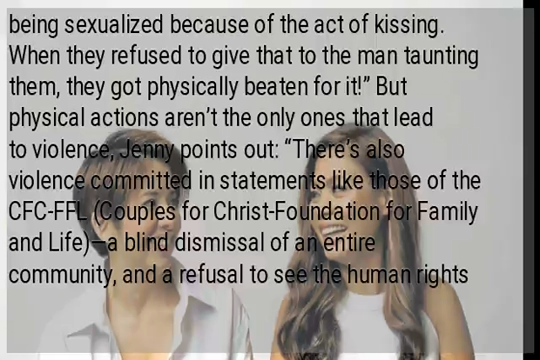 being sexualized because of the act of kissing.
When they refused to give that to the man taunting
them, they got physically beaten for it!” But
physical actions aren’t the only ones that lead
to violence, Jenny points out: “There’s also
violence committed in statements like those of the
CFC-FFL (Couples for Christ-Foundation for Family
and Life)—a blind dismissal of an entire
community, and a refusal to see the human rights